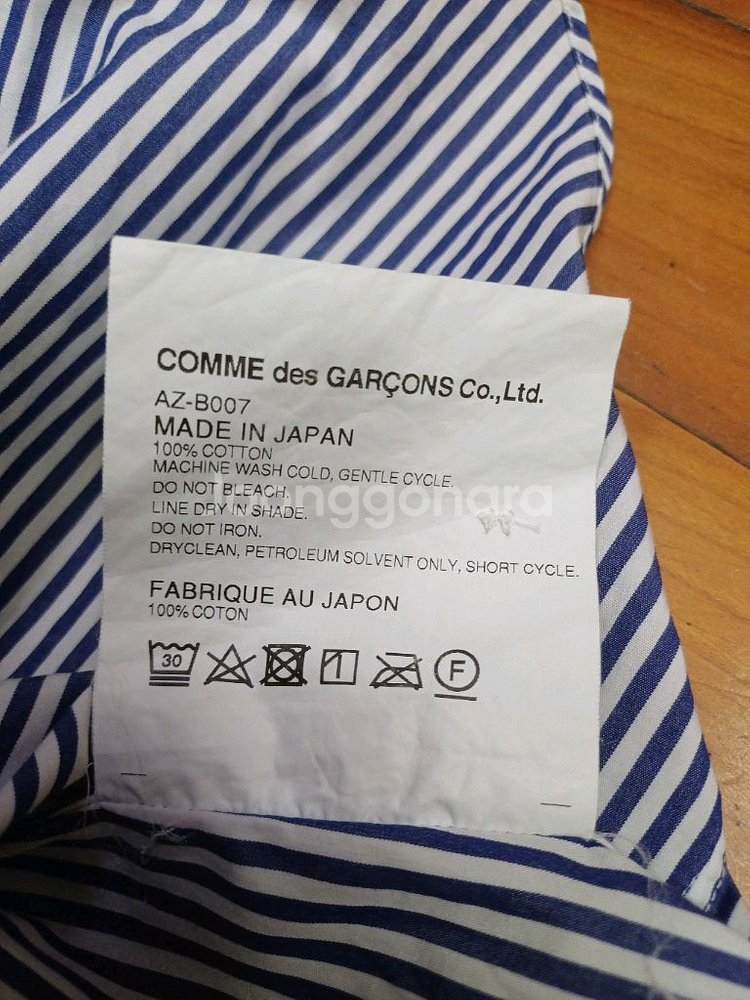 COMME des GARÇONS Co.,Ltd.
AZ-B007
MADE IN JAPAN
100% COTTON
MACHINE WASH COLD, GENTLE CYCLE.
DO NOT BLEACH.
LINE DRY IN SHADE.
DO NOT IRON.
DRYCLEAN, PETROLEUM SOLVENT ONLY, SHORT CYCLE.
FABRIQUE AU JAPON
100% COTON
30
F
joonggonara